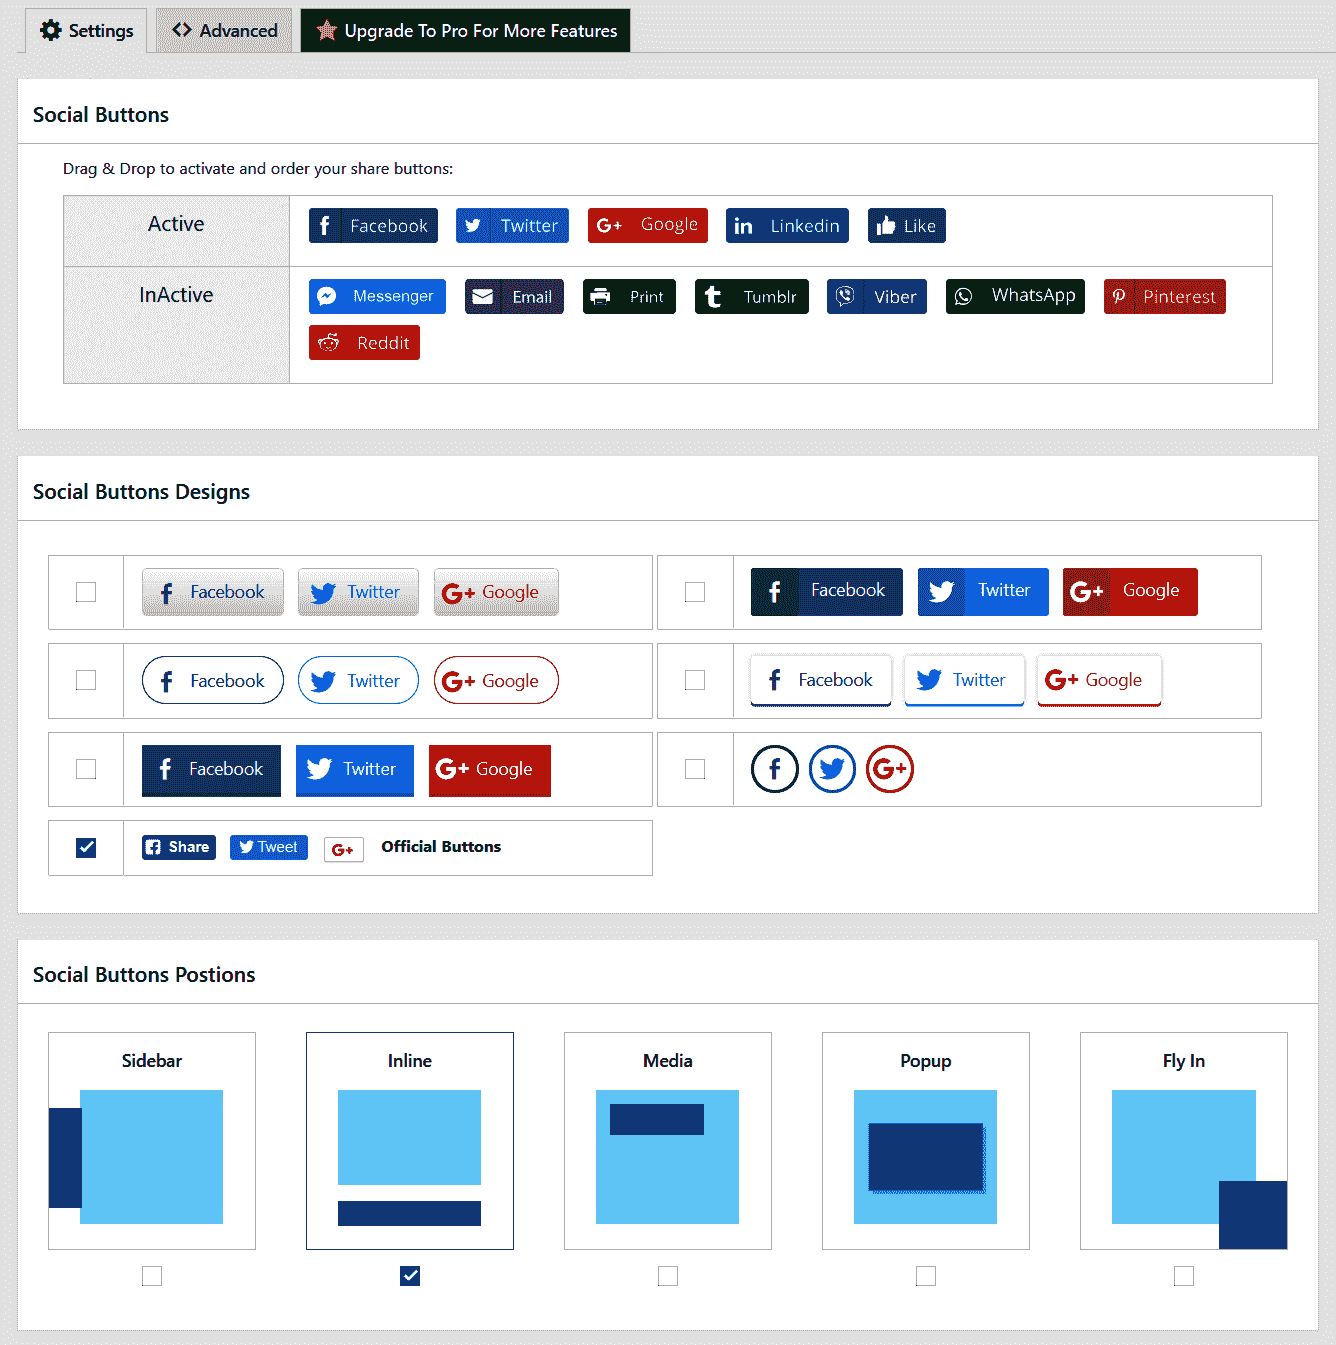 Settings Advanced Upgrade To Pro For More Features
Social Buttons
Drag & Drop to activate and order your share buttons:
Active Facebook Twitter G+ Google in Linkedin Like
InActive Messenger Email Print t Tumblr Viber WhatsApp Pinterest
Reddit
Social Buttons Designs
f Facebook Twitter G+ Google f Facebook Twitter G+ Google
f Facebook Twitter G+ Google f Facebook Twitter G+ Google
f Facebook Twitter G+ Google f G+
f Share Tweet G+ Official Buttons
Social Buttons Postions
Sidebar Inline Media Popup Fly In